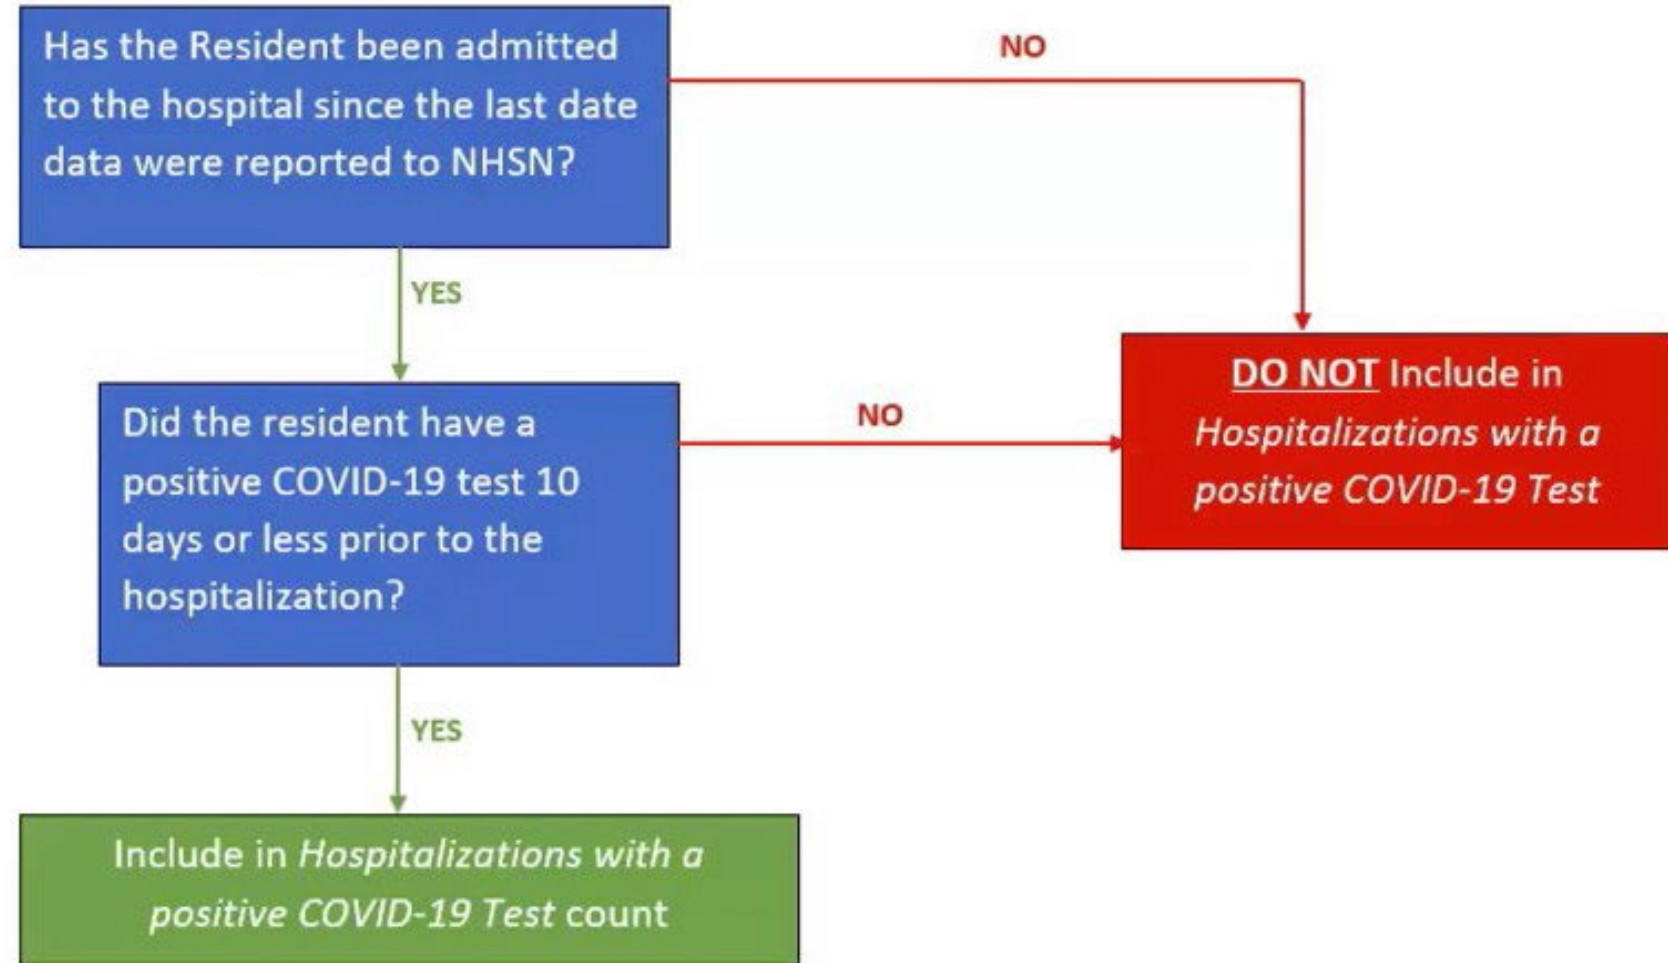 Has the Resident been admitted
to the hospital since the last date
data were reported to NHSN?
NO
YES
Did the resident have a
positive COVID-19 test 10
days or less prior to the
hospitalization?
NO
DO NOT Include in
Hospitalizations with a
positive COVID-19 Test
YES
Include in Hospitalizations with a
positive COVID-19 Test count